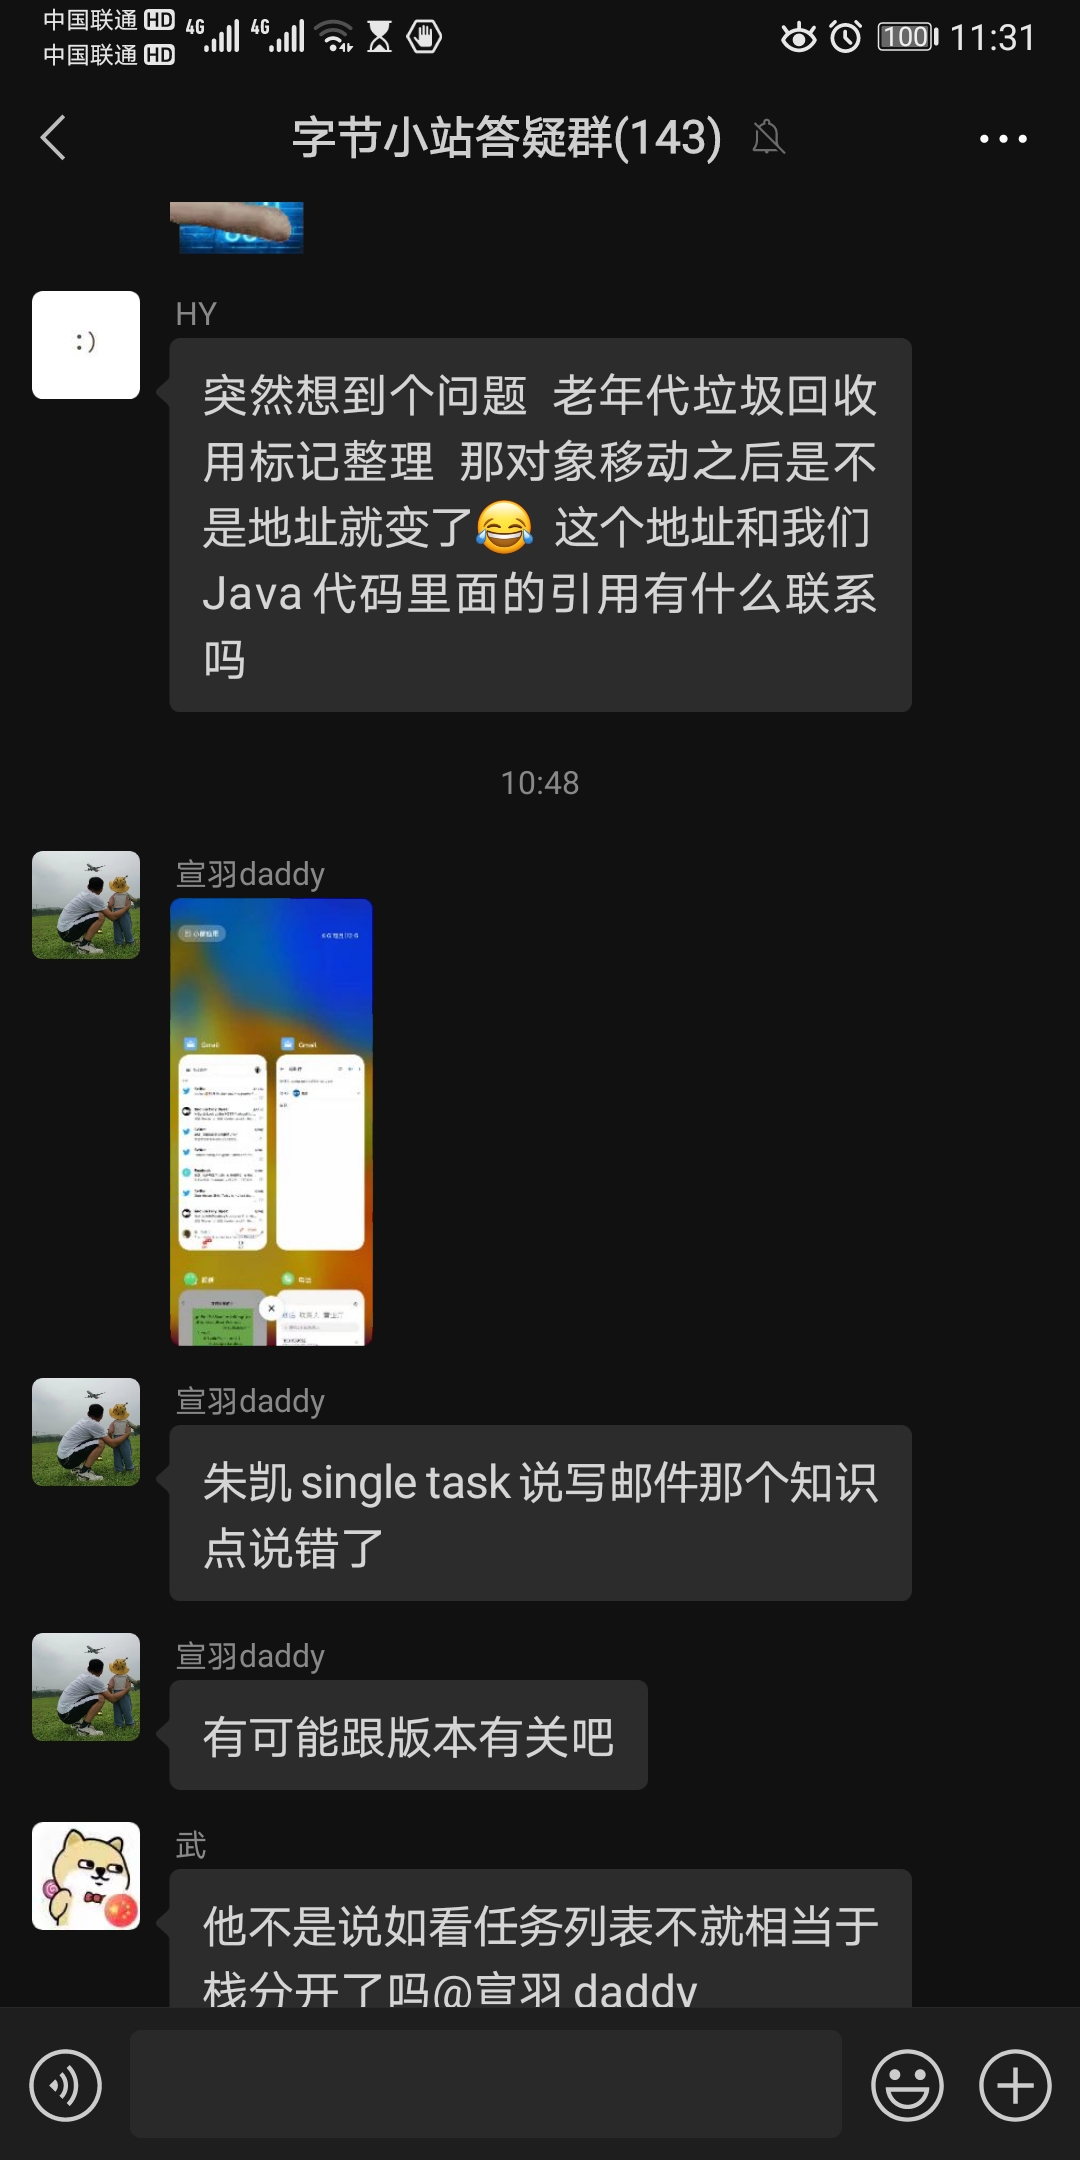 中国联通 HD 4G 4G 100 11:31
中国联通 HD
字节小站答疑群(143)
HY
:)
突然想到个问题 老年代垃圾回收
用标记整理 那对象移动之后是不
是地址就变了😂 这个地址和我们
Java 代码里面的引用有什么联系
吗
10:48
宣羽daddy
Gmail
Gmail
宣羽daddy
朱凯 single task 说写邮件那个知识
点说错了
宣羽daddy
有可能跟版本有关吧
武
他不是说如看任务列表不就相当于
栈分开了吗@宣羽 daddy